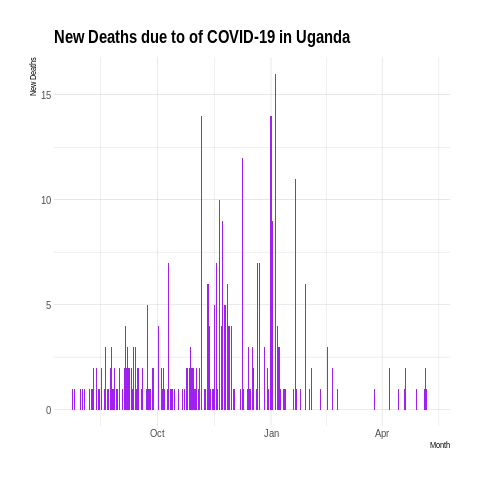 New Deaths due to of COVID-19 in Uganda
New Deaths
15
10
5
0
Oct Jan Apr
Month